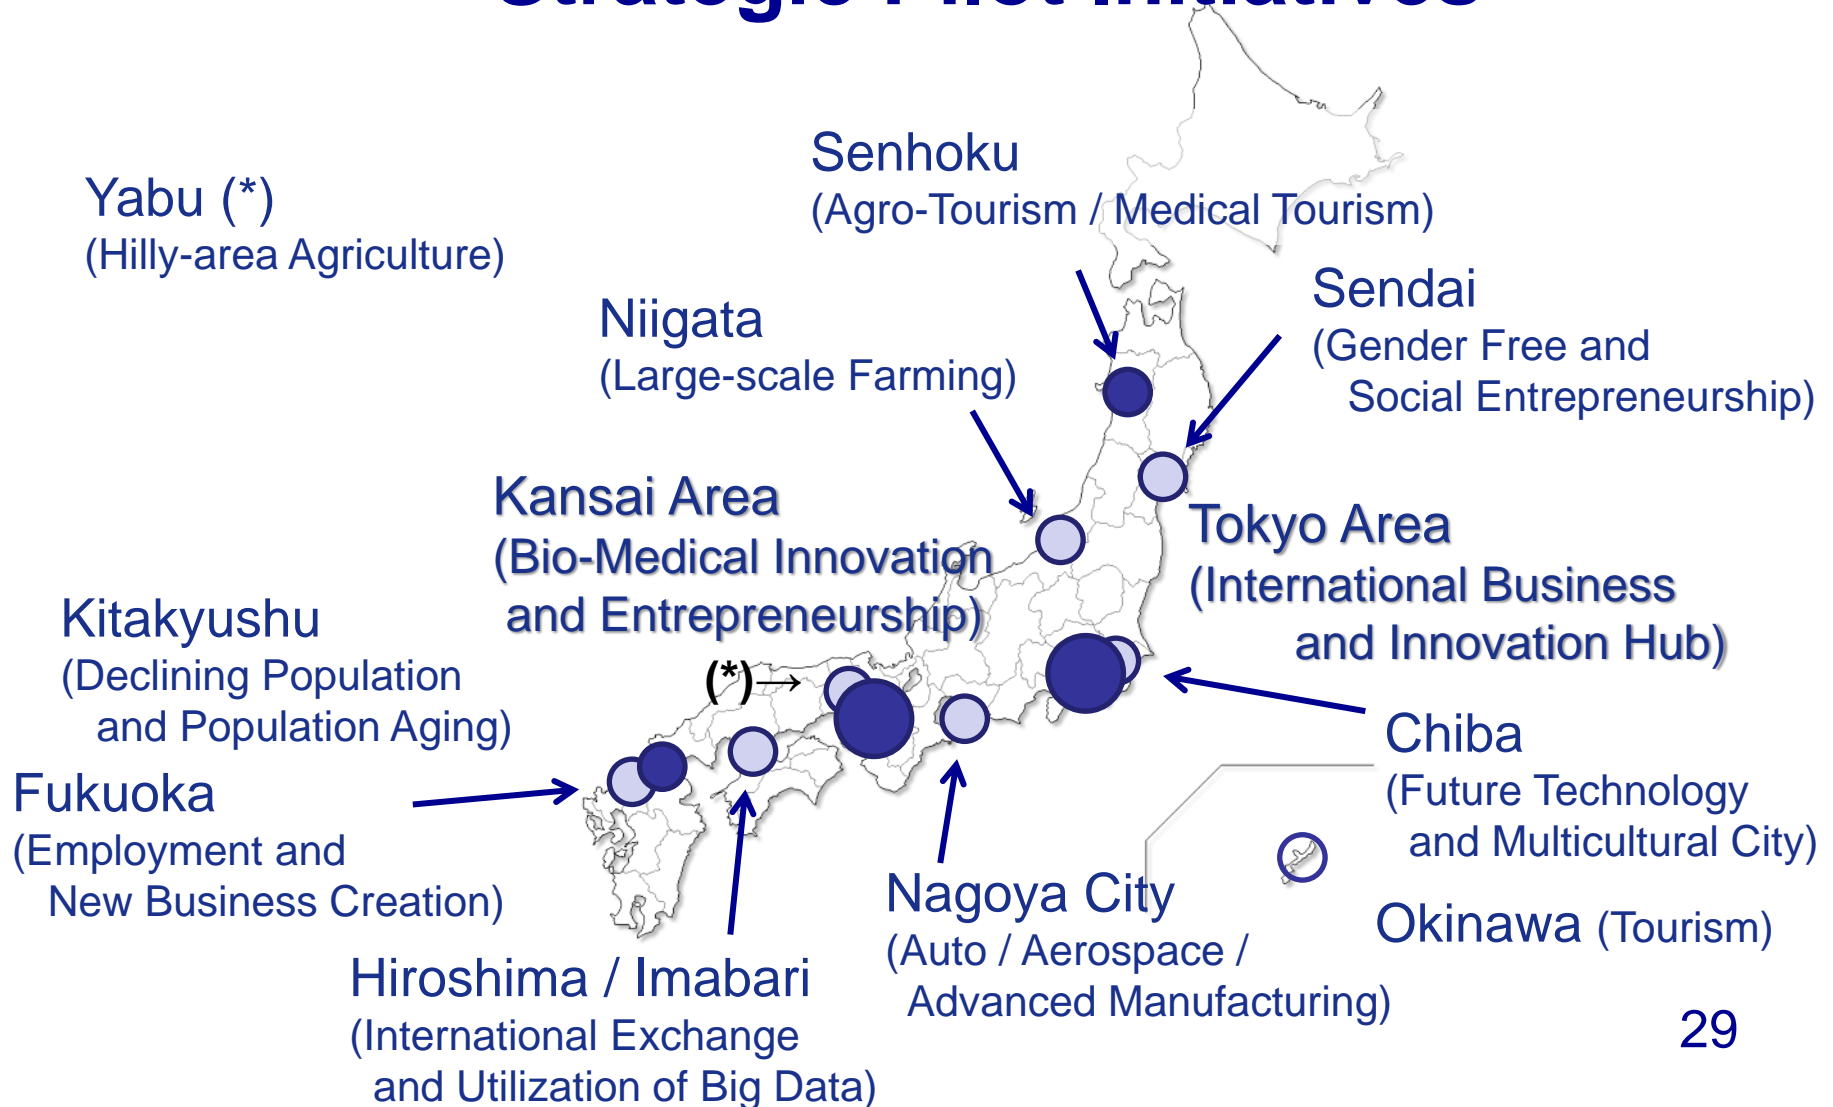 Strategic Pilot Initiatives
Senhoku
(Agro-Tourism / Medical Tourism)
Yabu (*)
(Hilly-area Agriculture)
Sendai
(Gender Free and
Social Entrepreneurship)
Niigata
(Large-scale Farming)
Kansai Area
(Bio-Medical Innovation
and Entrepreneurship)
Tokyo Area
(International Business
and Innovation Hub)
Kitakyushu
(Declining Population
and Population Aging)
(*)→
Chiba
(Future Technology
and Multicultural City)
Fukuoka
(Employment and
New Business Creation)
Nagoya City
(Auto / Aerospace /
Advanced Manufacturing)
Okinawa (Tourism)
Hiroshima / Imabari
(International Exchange
and Utilization of Big Data)
29